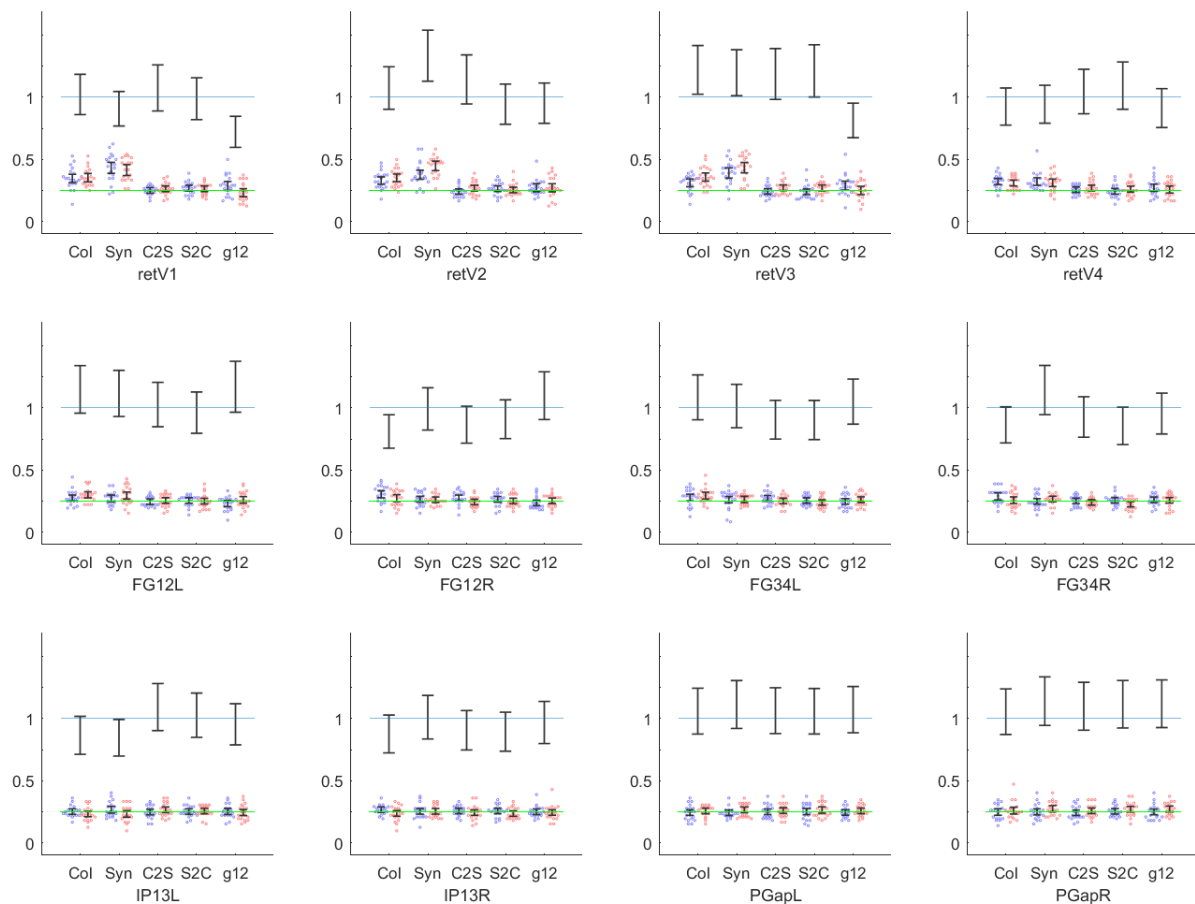 1 1 1 1
0.5 0.5 0.5 0.5
0 0 0 0
Col Syn C2S S2C g12 Col Syn C2S S2C g12 Col Syn C2S S2C g12 Col Syn C2S S2C g12
retV1 retV2 retV3 retV4
1 1 1 1
0.5 0.5 0.5 0.5
0 0 0 0
Col Syn C2S S2C g12 Col Syn C2S S2C g12 Col Syn C2S S2C g12 Col Syn C2S S2C g12
FG12L FG12R FG34L FG34R
1 1 1 1
0.5 0.5 0.5 0.5
0 0 0 0
Col Syn C2S S2C g12 Col Syn C2S S2C g12 Col Syn C2S S2C g12 Col Syn C2S S2C g12
IP13L IP13R PGapL PGapR